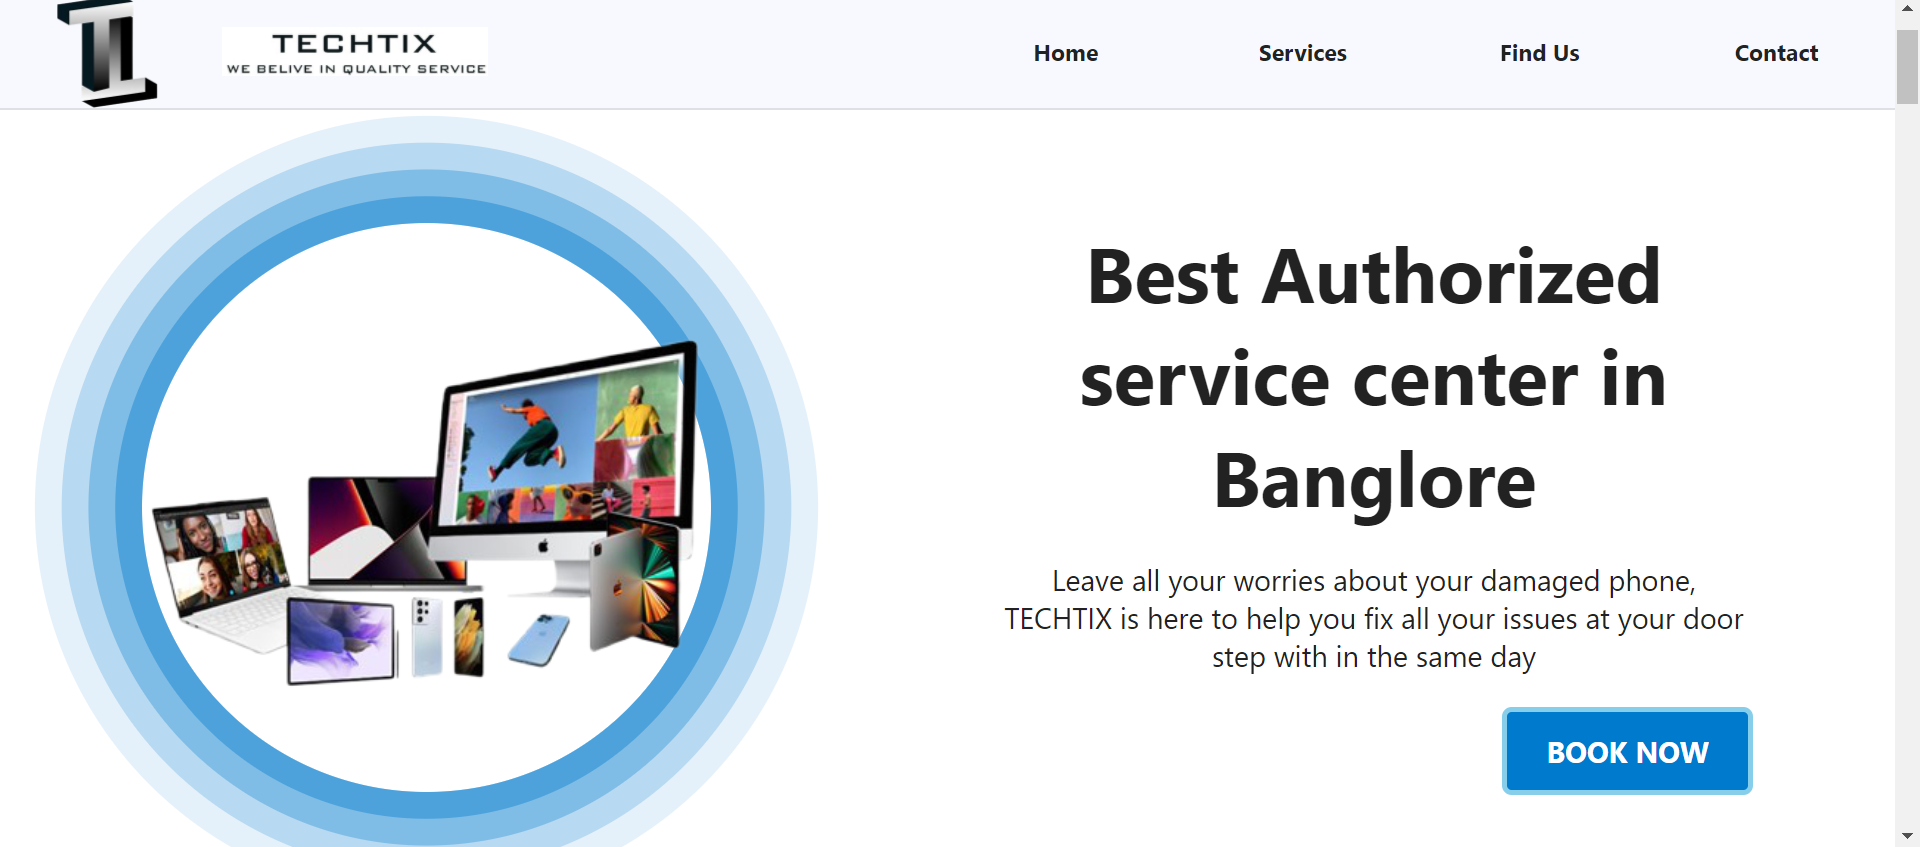 TECHTIX
WE BELIVE IN QUALITY SERVICE
Home
Services
Find Us
Contact
Best Authorized
service center in
Banglore
Leave all your worries about your damaged phone,
TECHTIX is here to help you fix all your issues at your door
step with in the same day
BOOK NOW